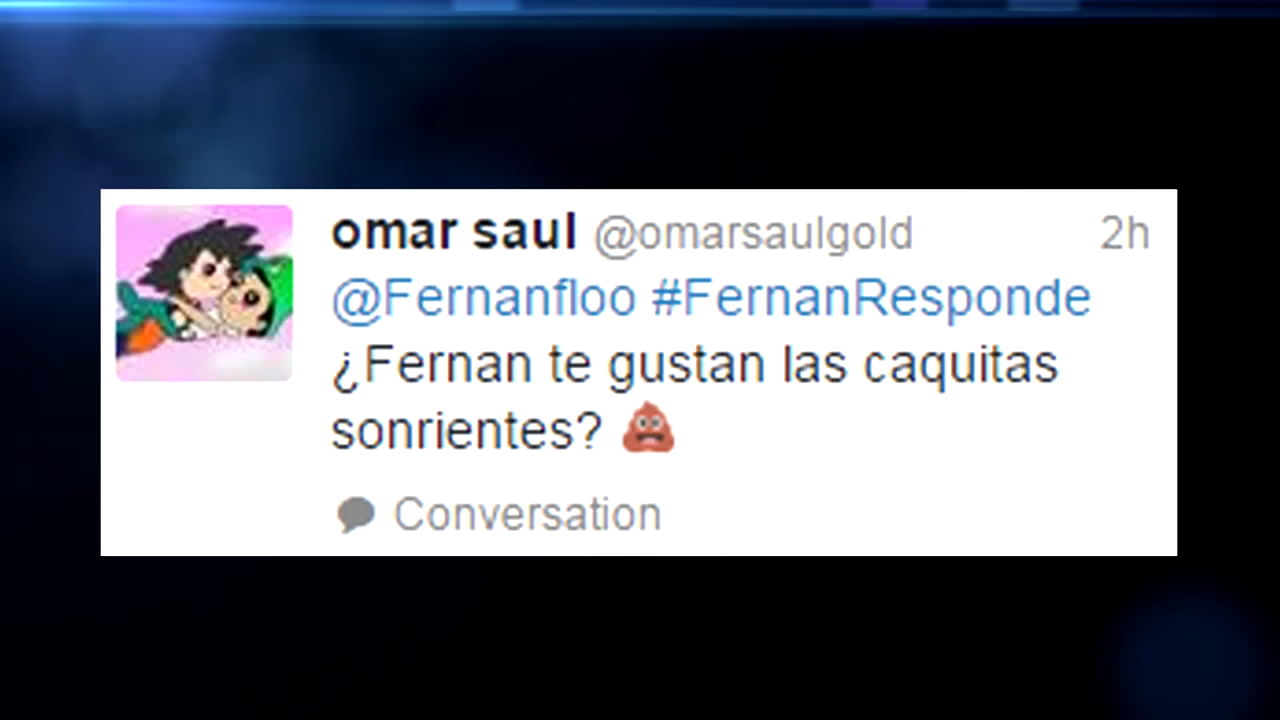 omar saul @omarsaulgold 2h
@Fernanfloo #FernanResponde
¿Fernan te gustan las caquitas
sonrientes? 💩
Conversation